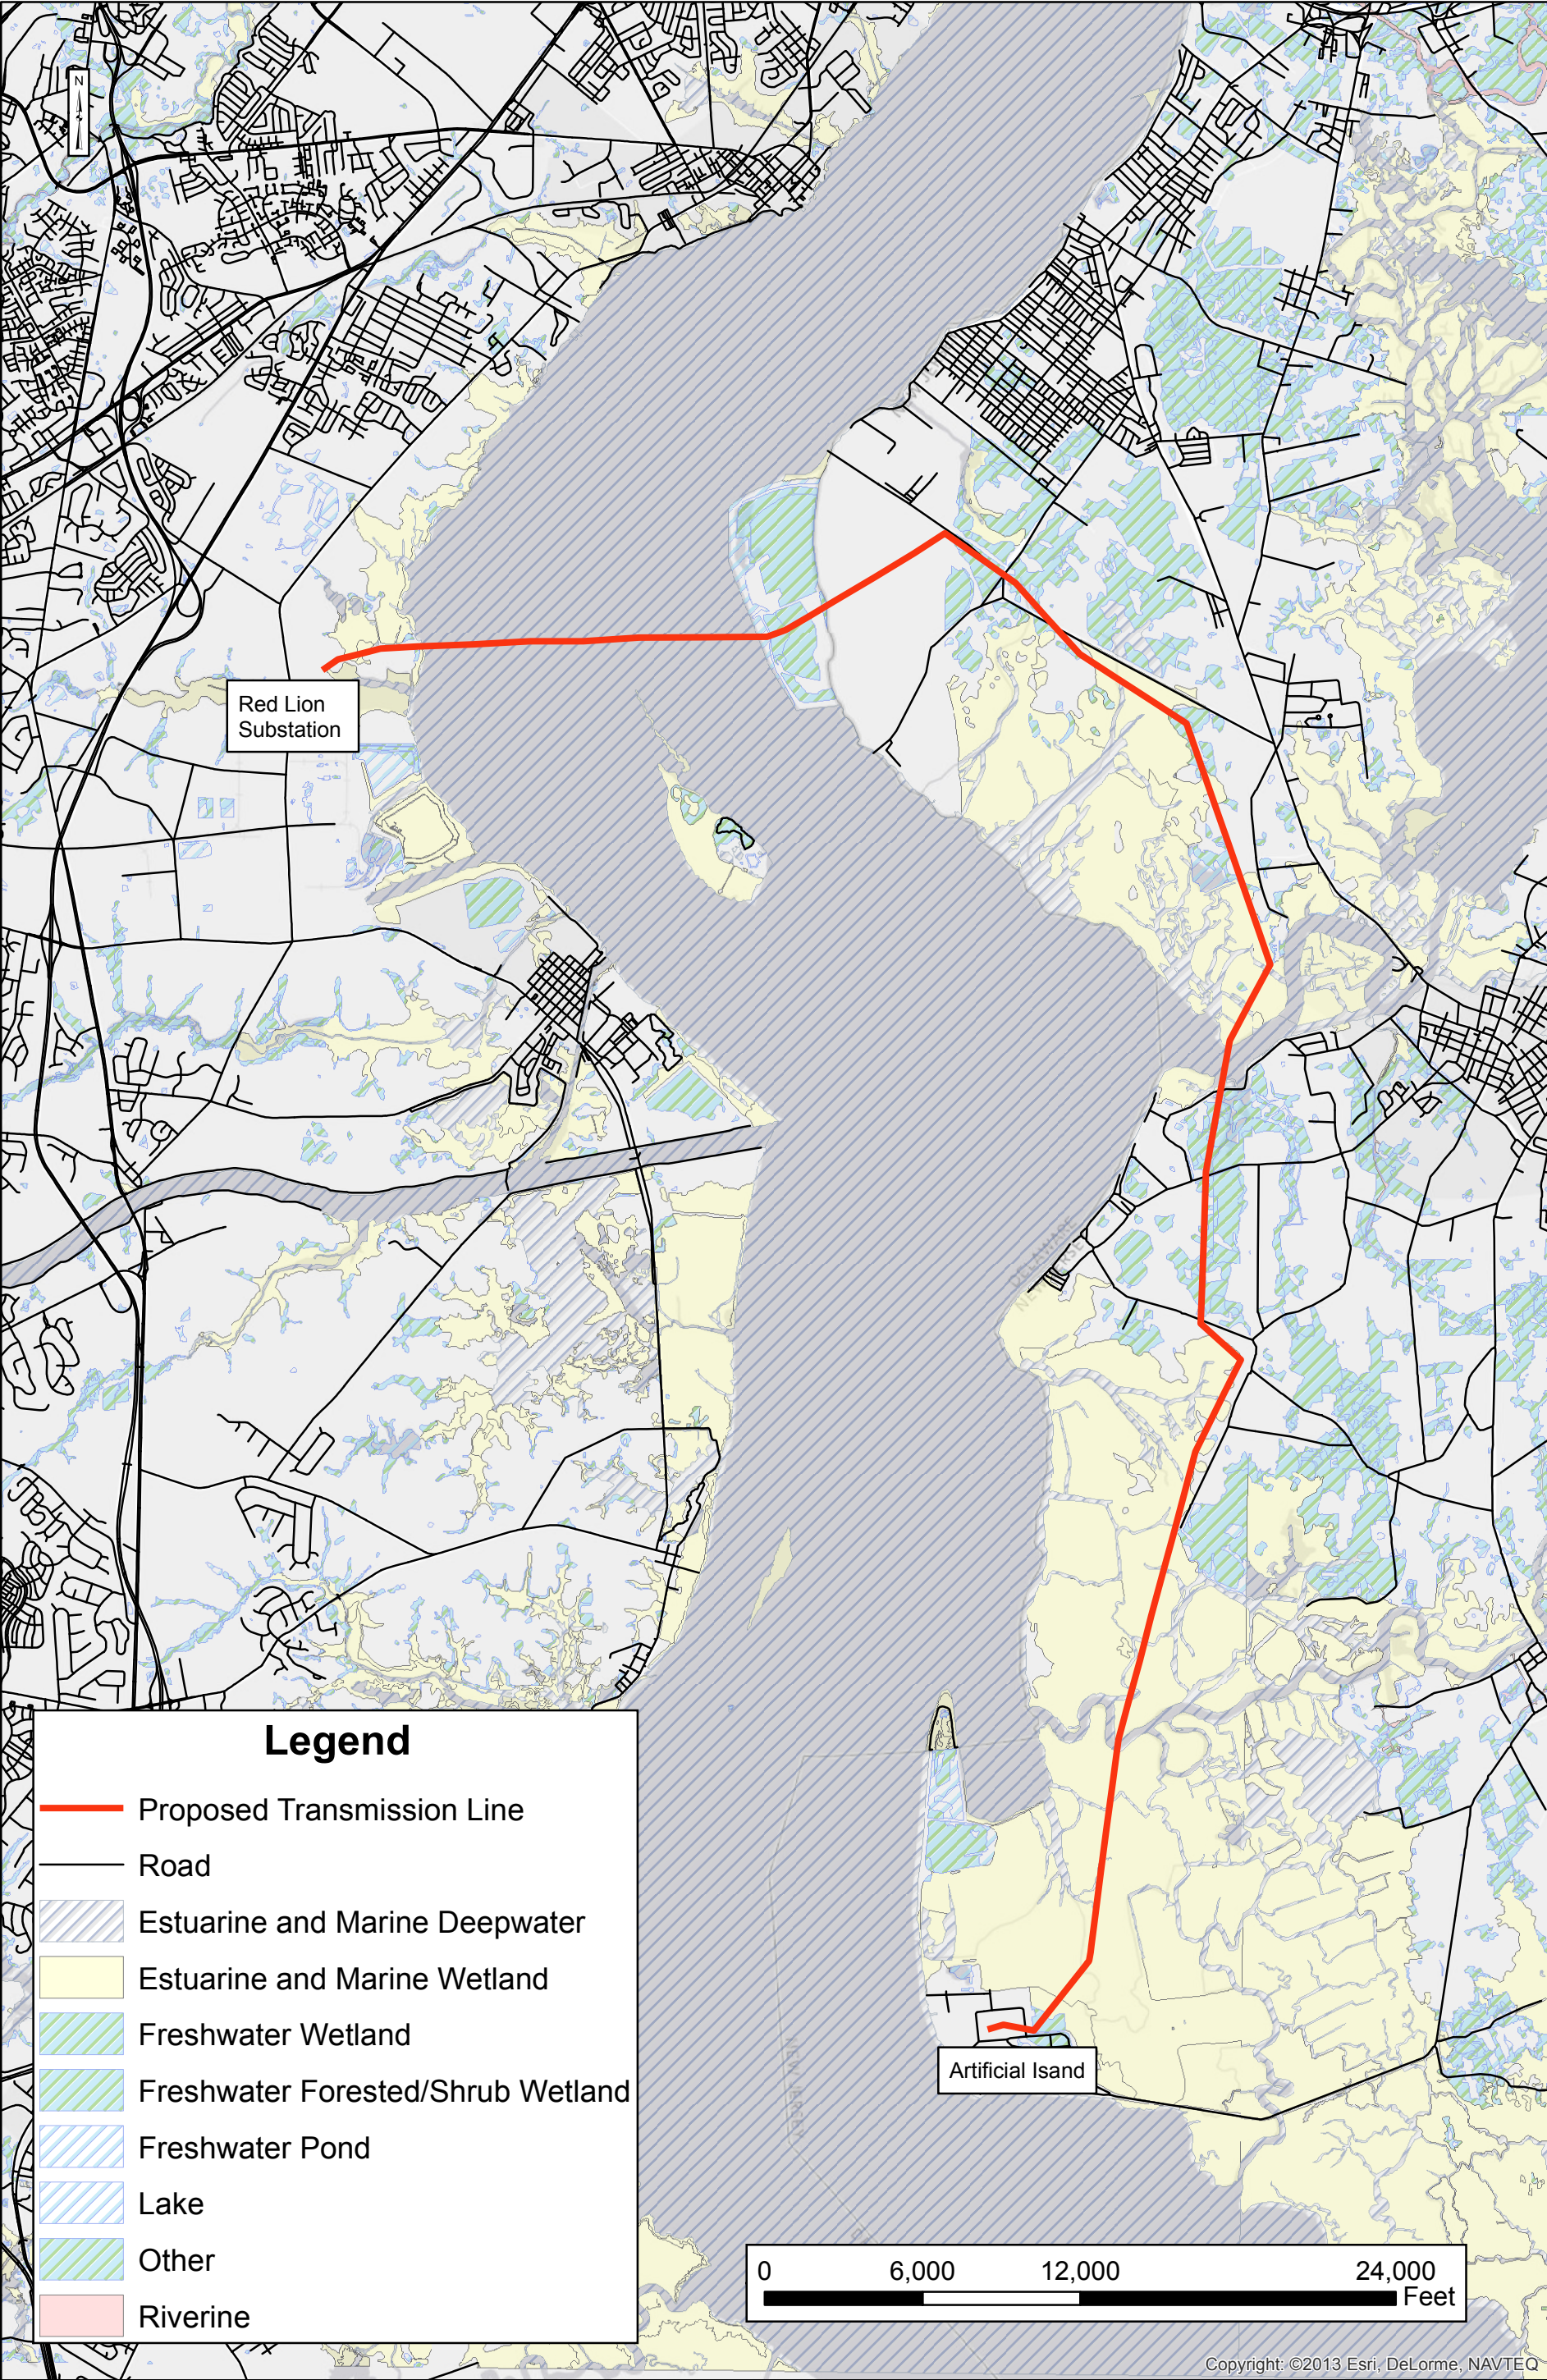 N
Red Lion
Substation
DELAWARE
Artificial Isand
Legend
Proposed Transmission Line
Road
Estuarine and Marine Deepwater
Estuarine and Marine Wetland
Freshwater Wetland
Freshwater Forested/Shrub Wetland
Freshwater Pond
Lake
Other
Riverine
0 6,000 12,000 24,000
Feet
Copyright: ©2013 Esri, DeLorme, NAVTEQ